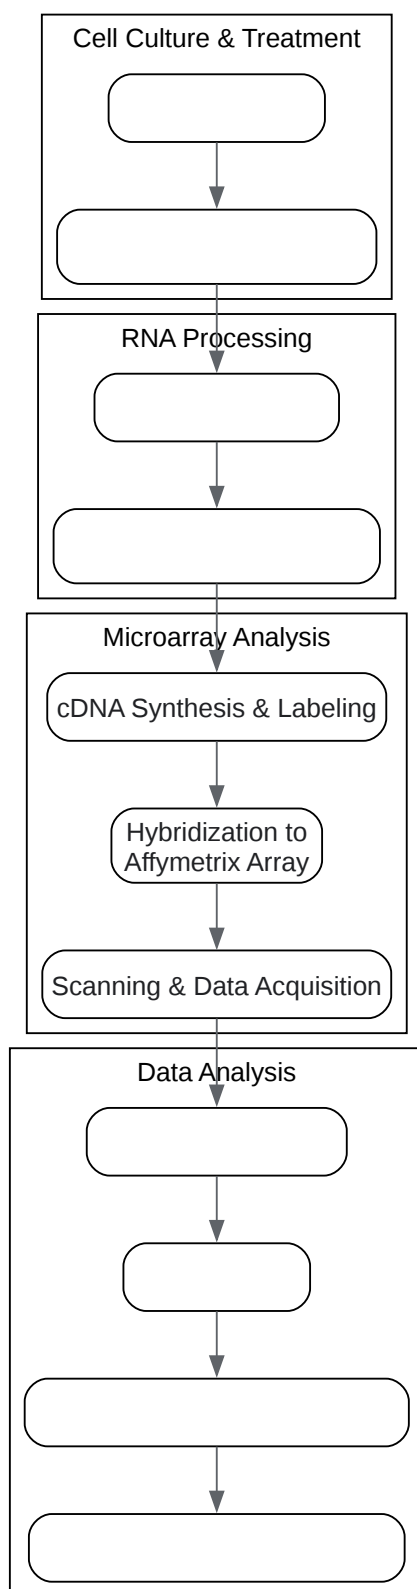 Cell Culture & Treatment
RNA Processing
Microarray Analysis
cDNA Synthesis & Labeling
Hybridization to
Affymetrix Array
Scanning & Data Acquisition
Data Analysis